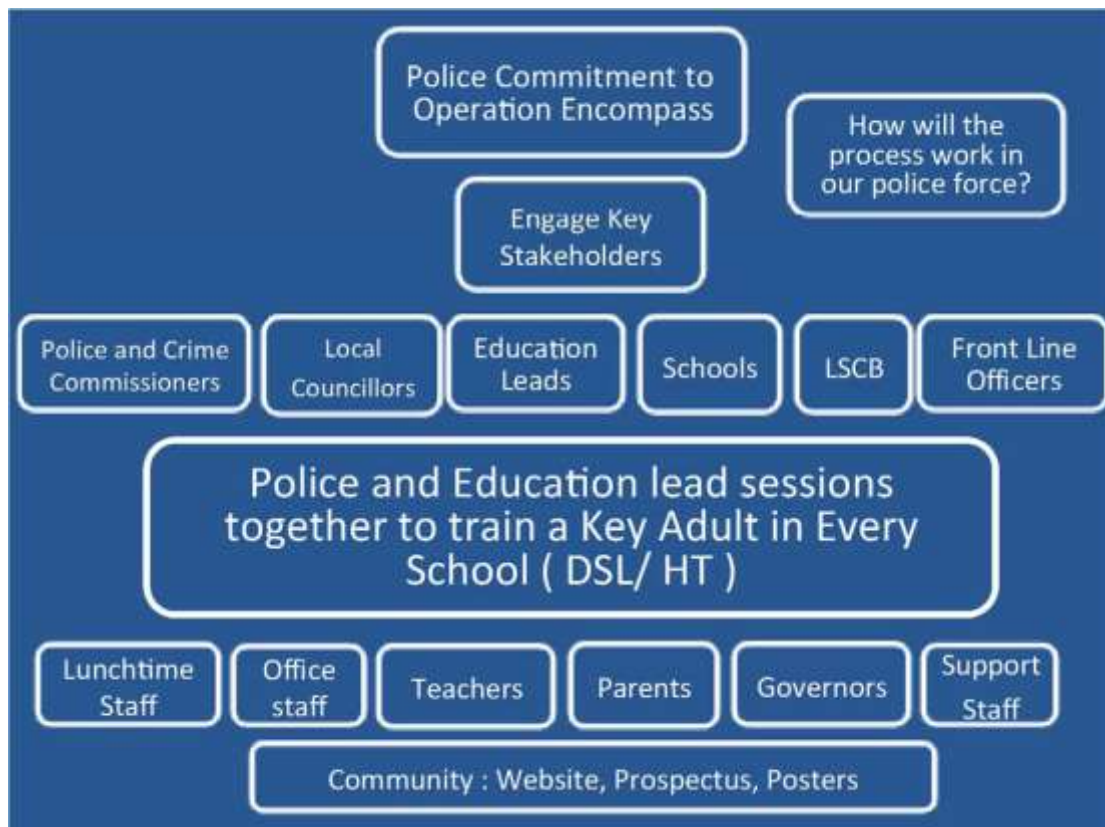 Police Commitment to
Operation Encompass
How will the
process work in
our police force?
Engage Key
Stakeholders
Police and Crime
Commissioners
Local
Councillors
Education
Leads
Schools
LSCB
Front Line
Officers
Police and Education lead sessions
together to train a Key Adult in Every
School ( DSL/ HT )
Lunchtime
Staff
Office
staff
Teachers
Parents
Governors
Support
Staff
Community : Website, Prospectus, Posters